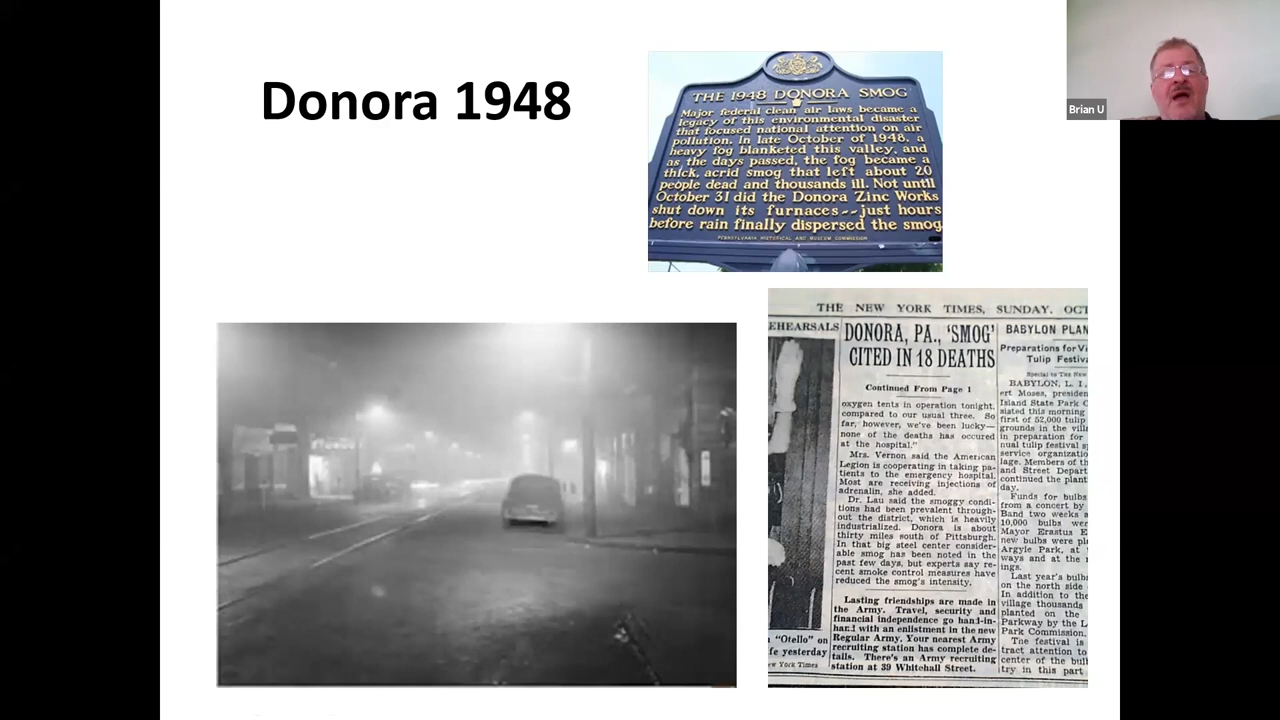 Donora 1948
THE 1948 DONORA SMOG
Major federal clean air laws became a
legacy of this environmental disaster
that focused national attention on air
pollution. In late October of 1948, a
heavy fog blanketed this valley, and
as the days passed, the fog became a
thick, acrid smog that left about 20
people dead and thousands ill. Not until
October 31 did the Donora Zinc Works
shut down its furnaces--just hours
before rain finally dispersed the smog.
PENNSYLVANIA HISTORICAL AND MUSEUM COMMISSION
Brian U
THE NEW YORK TIMES, SUNDAY, OCT
EHEARSALS
"Otello" on
fe yesterday
ew York Times
DONORA, PA., 'SMOG'
CITED IN 18 DEATHS
Continued From Page 1
oxygen tents in operation tonight,
compared to our usual three. So
far, however, we've been lucky—
none of the deaths has occured
at the hospital."
Mrs. Vernon said the American
Legion is cooperating in taking pa-
tients to the emergency hospital.
Most are receiving injections of
adrenalin, she added.
Dr. Lau said the smoggy condi-
tions had been prevalent through-
out the district, which is heavily
industrialized. Donora is about
thirty miles south of Pittsburgh.
In that big steel center consider-
able smog has been noted in the
past few days, but experts say re-
cent smoke control measures have
reduced the smog's intensity.
Lasting friendships are made in
the Army. Travel, security and
financial independence go hand-in-
hand with an enlistment in the new
Regular Army. Your nearest Army
recruiting station has complete de-
tails. There's an Army recruiting
station at 39 Whitehall Street.
BABYLON PLAN
Preparations for Vi
Tulip Festiva
Special to The New
BABYLON, L. I.,
ert Moses, presiden
Island State Park C
siated this morning
first of 52,000 tulip
grounds in the villa
in preparation for
nual tulip festival s
service organizatio
lage. Members of th
and Street Depart
continued the plant
day.
Funds for bulbs
from a concert by
Band two weeks a
10,000 bulbs wer
Mayor Erastus E
new bulbs were pl
Argyle Park, at
ways and at the
ings.
Last year's bulbs
on the north side
In addition to the
village thousands
planted on the
Parkway by the L
Park Commission.
The festival is
tract attention to
center of the bul
try in this part